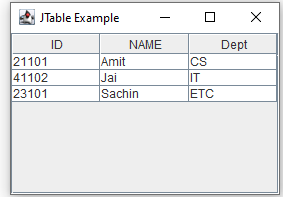 JTable Example
ID NAME Dept
21101 Amit CS
41102 Jai IT
23101 Sachin ETC